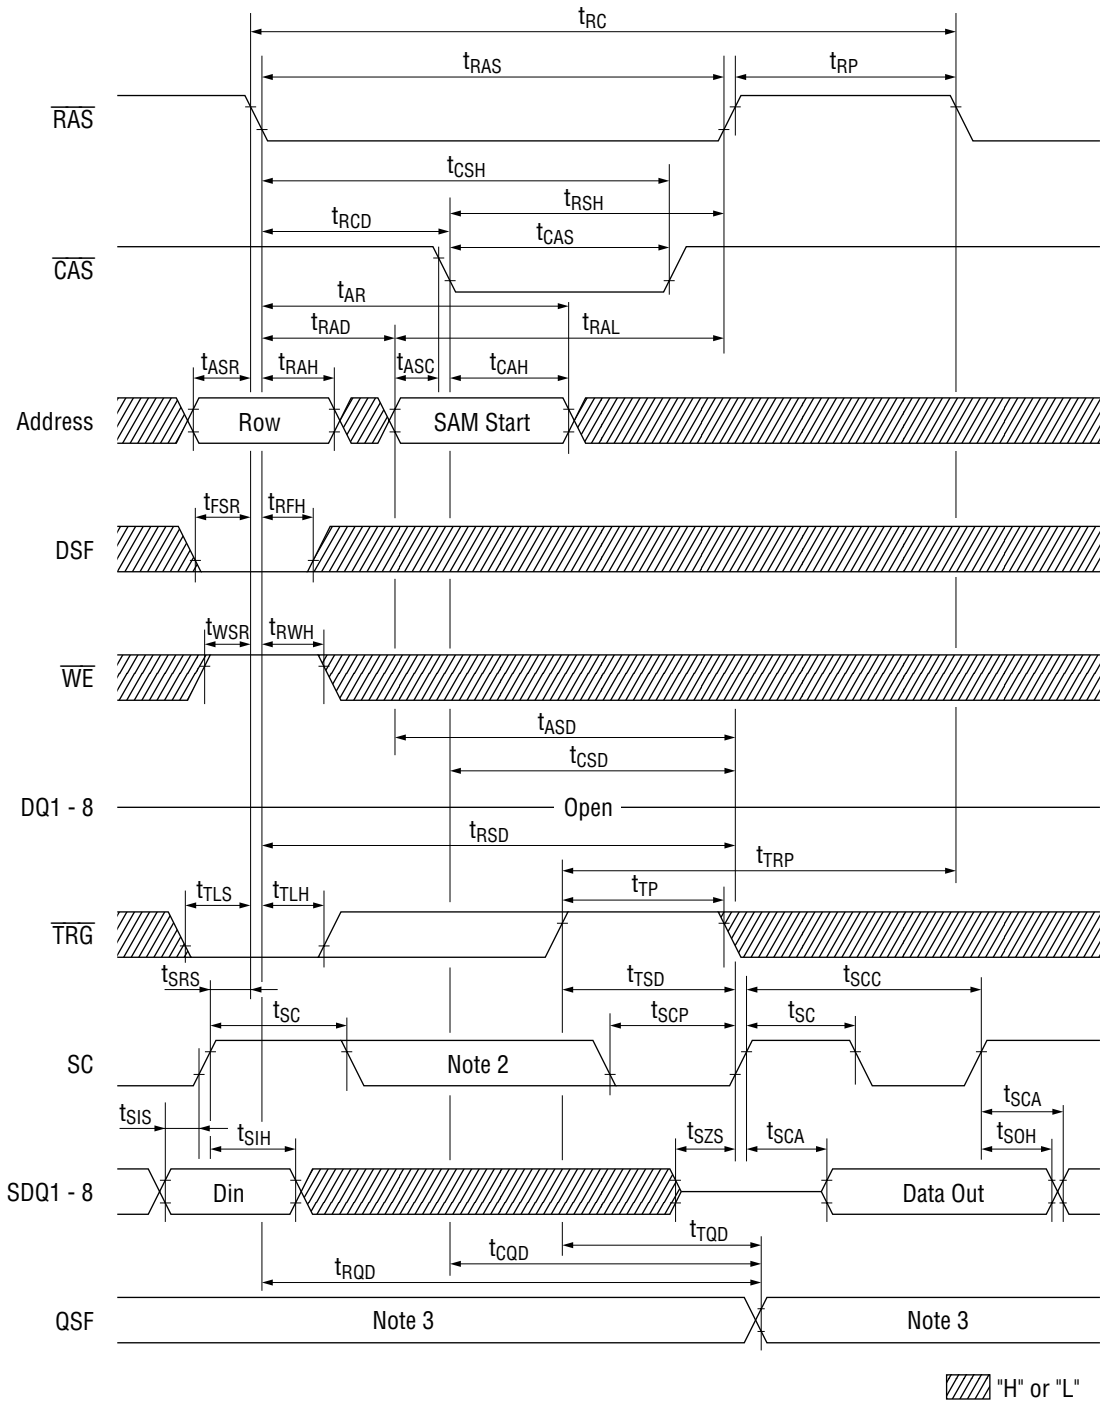 tRC
tRAS tRP
RAS
tCSH
tRSH
tRCD
tCAS
CAS
tAR
tRAD tRAL
tASR tRAH tASC tCAH
Address Row SAM Start
tFSR tRFH
DSF
tWSR tRWH
WE
tASD
tCSD
DQ1 - 8 Open
tRSD
tTRP
tTLS tTLH tTP
TRG
tSRS tTSD tSCC
tSC tSCP tSC
SC Note 2
tSIS tSCA
tSIH tSZS tSCA tSOH
SDQ1 - 8 Din Data Out
tTQD
tCQD
tRQD
QSF Note 3 Note 3
"H" or "L"